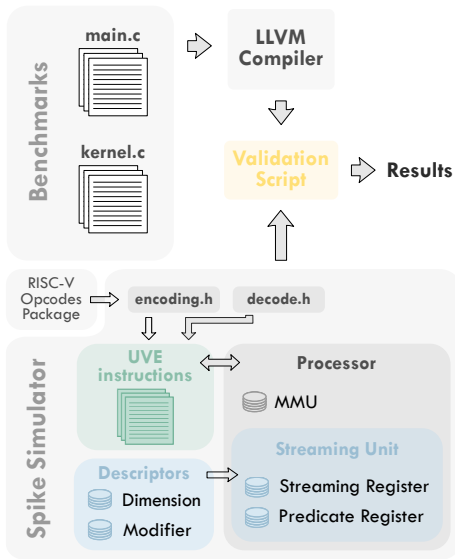 Benchmarks
main.c
kernel.c
LLVM
Compiler
Validation
Script
Results
RISC-V
Opcodes
Package
encoding.h
decode.h
Spike Simulator
UVE
instructions
Processor
MMU
Descriptors
Dimension
Modifier
Streaming Unit
Streaming Register
Predicate Register